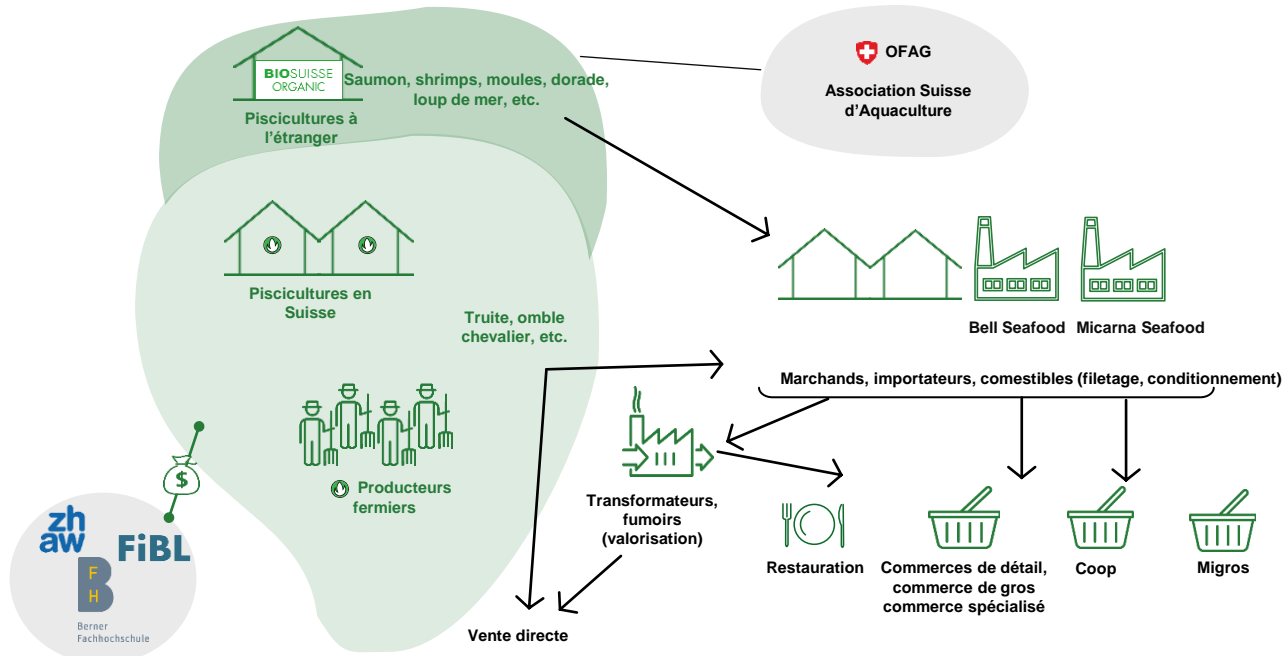 BIOSUISSE
ORGANIC
Saumon, shrimps, moules, dorade,
loup de mer, etc.
Piscicultures à
l'étranger
OFAG
Association Suisse
d'Aquaculture
Piscicultures en
Suisse
Truite, omble
chevalier, etc.
Bell Seafood
Micarna Seafood
Marchands, importateurs, comestibles (filetage, conditionnement)
Producteurs
fermiers
$
zh
aw
FiBL
B
F
H
Berner
Fachhochschule
Transformateurs,
fumoirs
(valorisation)
Restauration
Commerces de détail,
commerce de gros
commerce spécialisé
Coop
Migros
Vente directe